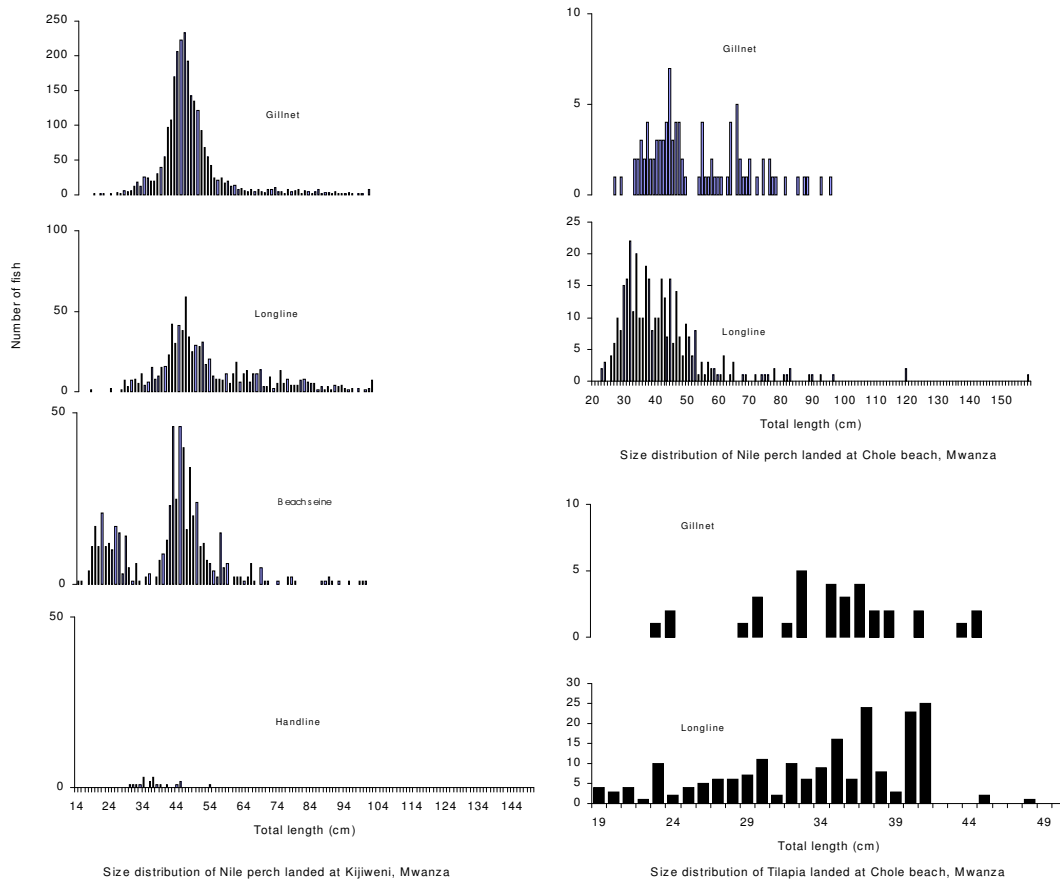 Number of fish
250
200
150
100
50
0
Gillnet
100
50
0
Longline
50
0
Beach seine
50
0
Handline
14 24 34 44 54 64 74 84 94 104 114 124 134 144
Total length (cm)
Size distribution of Nile perch landed at Kijiweni, Mwanza
10
5
0
Gillnet
25
20
15
10
5
0
Longline
20 30 40 50 60 70 80 90 100 110 120 130 140 150
Total length (cm)
Size distribution of Nile perch landed at Chole beach, Mwanza
10
5
0
Gillnet
30
25
20
15
10
5
0
Longline
19 24 29 34 39 44 49
Total length (cm)
Size distribution of Tilapia landed at Chole beach, Mwanza